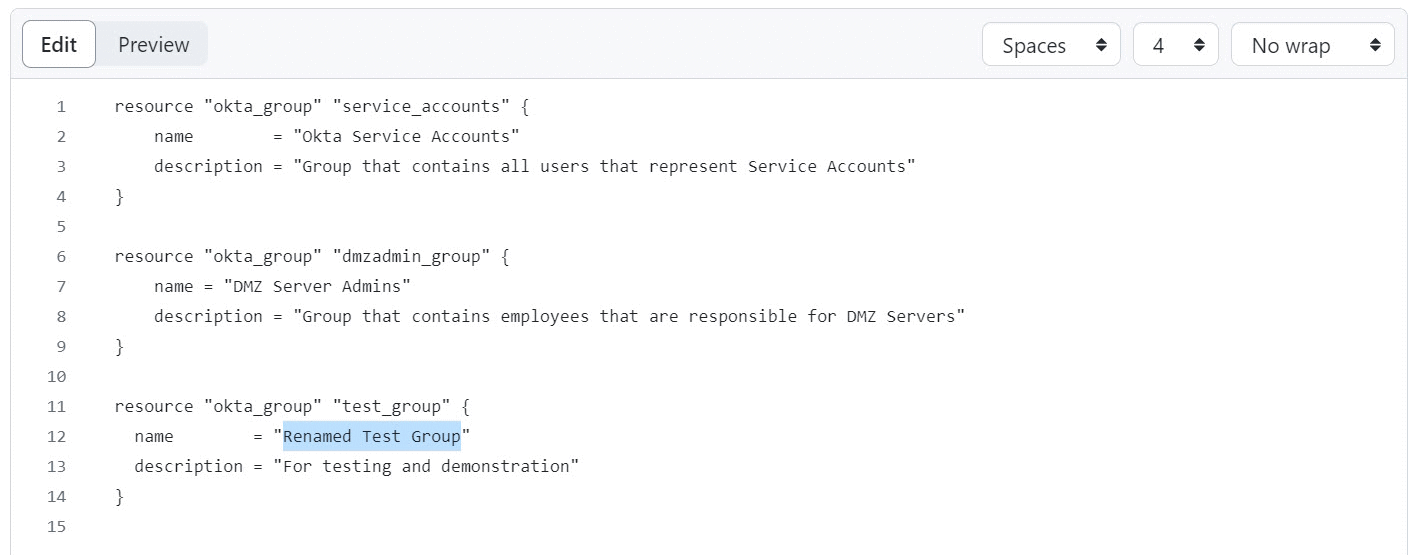 Edit Preview Spaces 4 No wrap
1 resource "okta_group" "service_accounts" {
2     name        = "Okta Service Accounts"
3     description = "Group that contains all users that represent Service Accounts"
4 }
5
6 resource "okta_group" "dmzadmin_group" {
7     name = "DMZ Server Admins"
8     description = "Group that contains employees that are responsible for DMZ Servers"
9 }
10
11 resource "okta_group" "test_group" {
12   name        = "Renamed Test Group"
13   description = "For testing and demonstration"
14 }
15